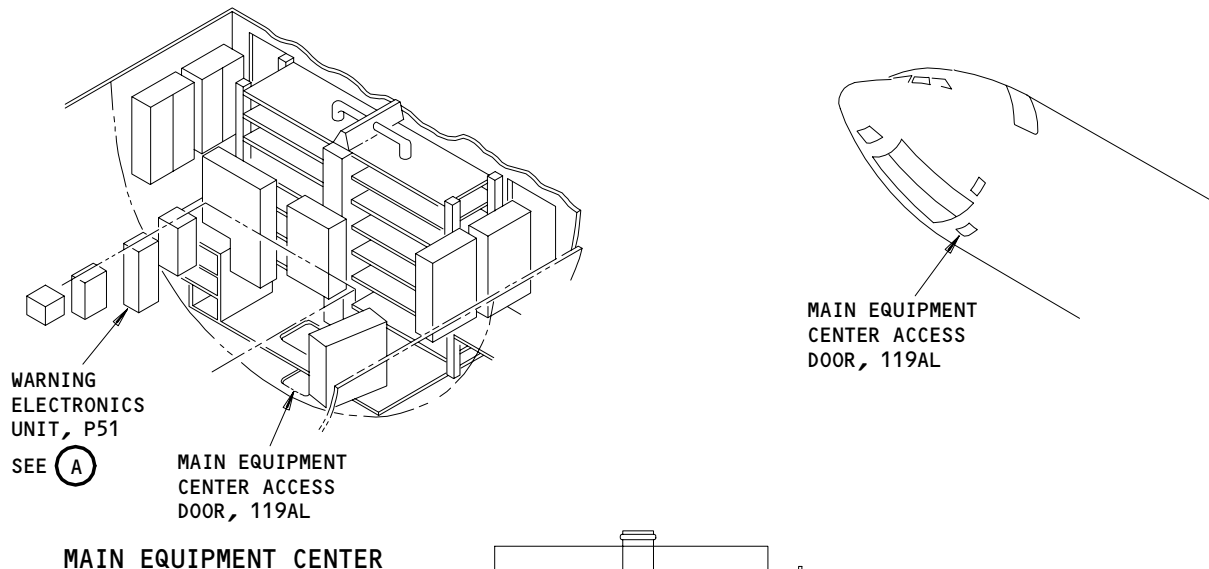 WARNING
ELECTRONICS
UNIT, P51
SEE A
MAIN EQUIPMENT
CENTER ACCESS
DOOR, 119AL
MAIN EQUIPMENT CENTER
MAIN EQUIPMENT
CENTER ACCESS
DOOR, 119AL